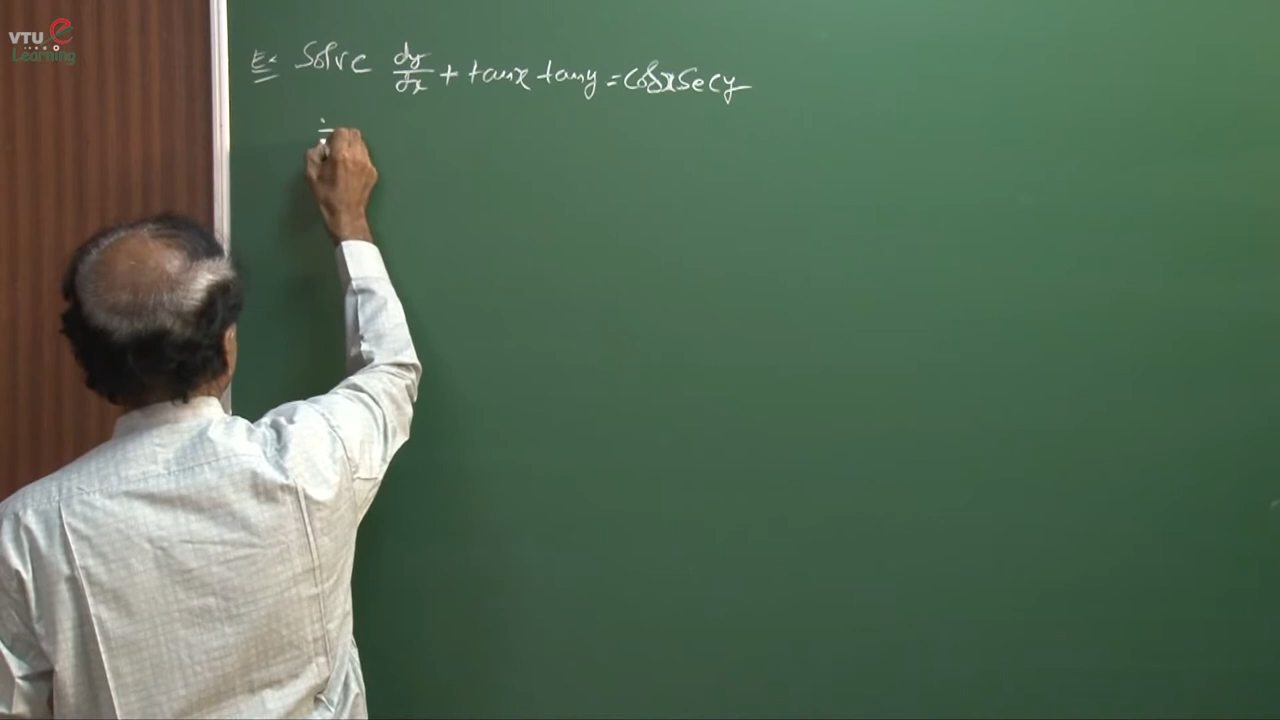 VTU e
Learning
Ex Solve dy/dx + tanx tany = cosx secy
÷